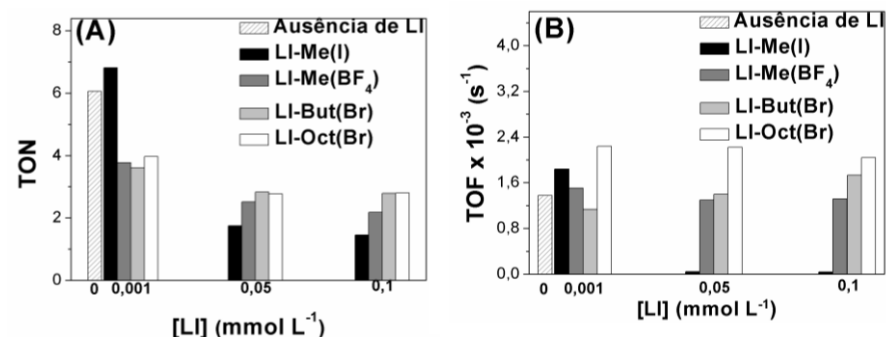 (A)
Ausência de LI
LI-Me(I)
LI-Me(BF₄)
LI-But(Br)
LI-Oct(Br)
TON
8
6
4
2
0
0 0,001 0,05 0,1
[LI] (mmol L⁻¹)
(B)
Ausência de LI
LI-Me(I)
LI-Me(BF₄)
LI-But(Br)
LI-Oct(Br)
TOF x 10⁻³ (s⁻¹)
4,0
3,2
2,4
1,6
0,8
0,0
0 0,001 0,05 0,1
[LI] (mmol L⁻¹)